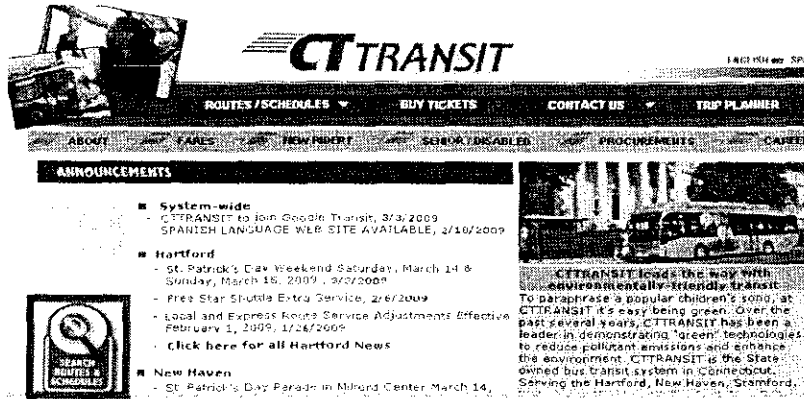 CTTRANSIT
ENGLISH
ROUTES / SCHEDULES BUY TICKETS CONTACT US TRIP PLANNER
ABOUT FARES NEW RIDER? SENIOR / DISABLED PROCUREMENTS CAREE
ANNOUNCEMENTS
System-wide
- CTTRANSIT to join Google Transit, 3/3/2009
SPANISH LANGUAGE WEB SITE AVAILABLE, 2/10/2009
Hartford
- St. Patrick's Day Weekend Saturday, March 14 &
Sunday, March 15, 2009, 3/2/2009
- Free Star Shuttle Extra Service, 2/6/2009
- Local and Express Route Service Adjustments Effective
February 1, 2009, 1/26/2009
- Click here for all Hartford News
New Haven
- St. Patrick's Day Parade in Milford Center March 14,
SEARCH
ROUTES &
SCHEDULES
CTTRANSIT leads the way with
environmentally-friendly transit
To paraphrase a popular children's song, at
CTTRANSIT it's easy being green. Over the
past several years, CTTRANSIT has been a
leader in demonstrating "green" technologies
to reduce pollutant emissions and enhance
the environment. CTTRANSIT is the State-
owned bus transit system in Connecticut.
Serving the Hartford, New Haven, Stamford,